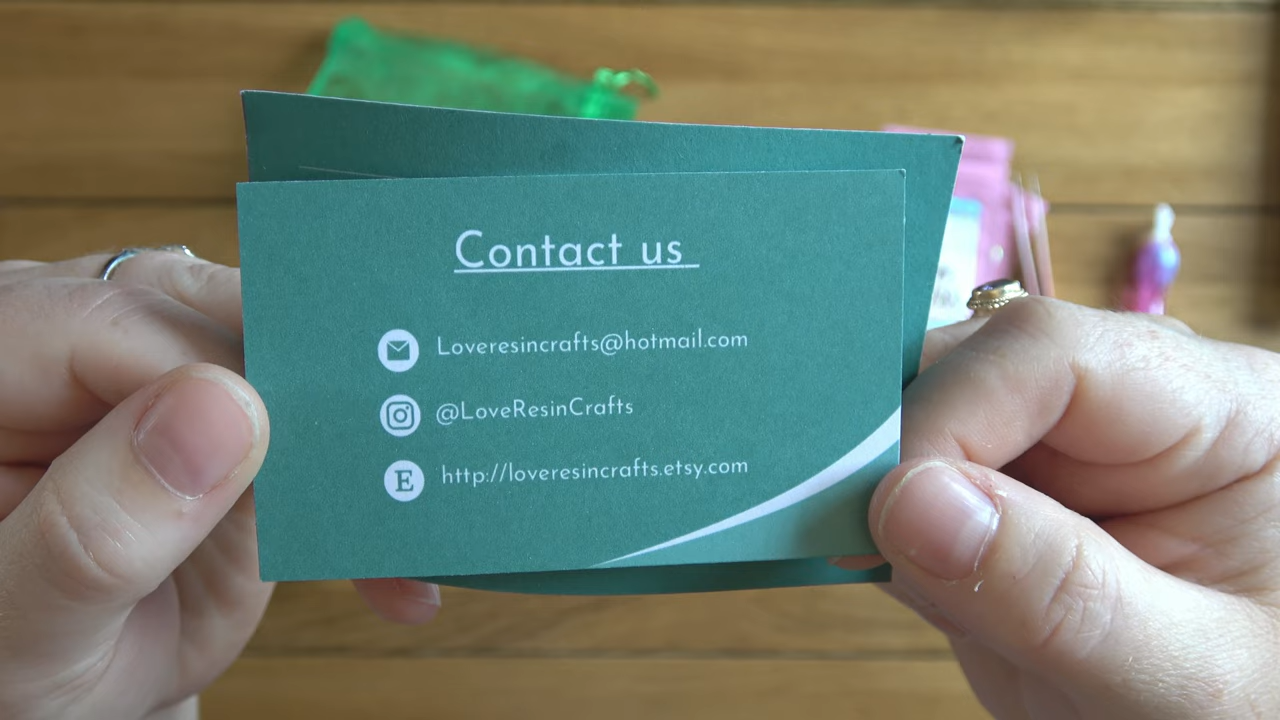 Contact us
Loveresincrafts@hotmail.com
@LoveResinCrafts
E
http://loveresincrafts.etsy.com